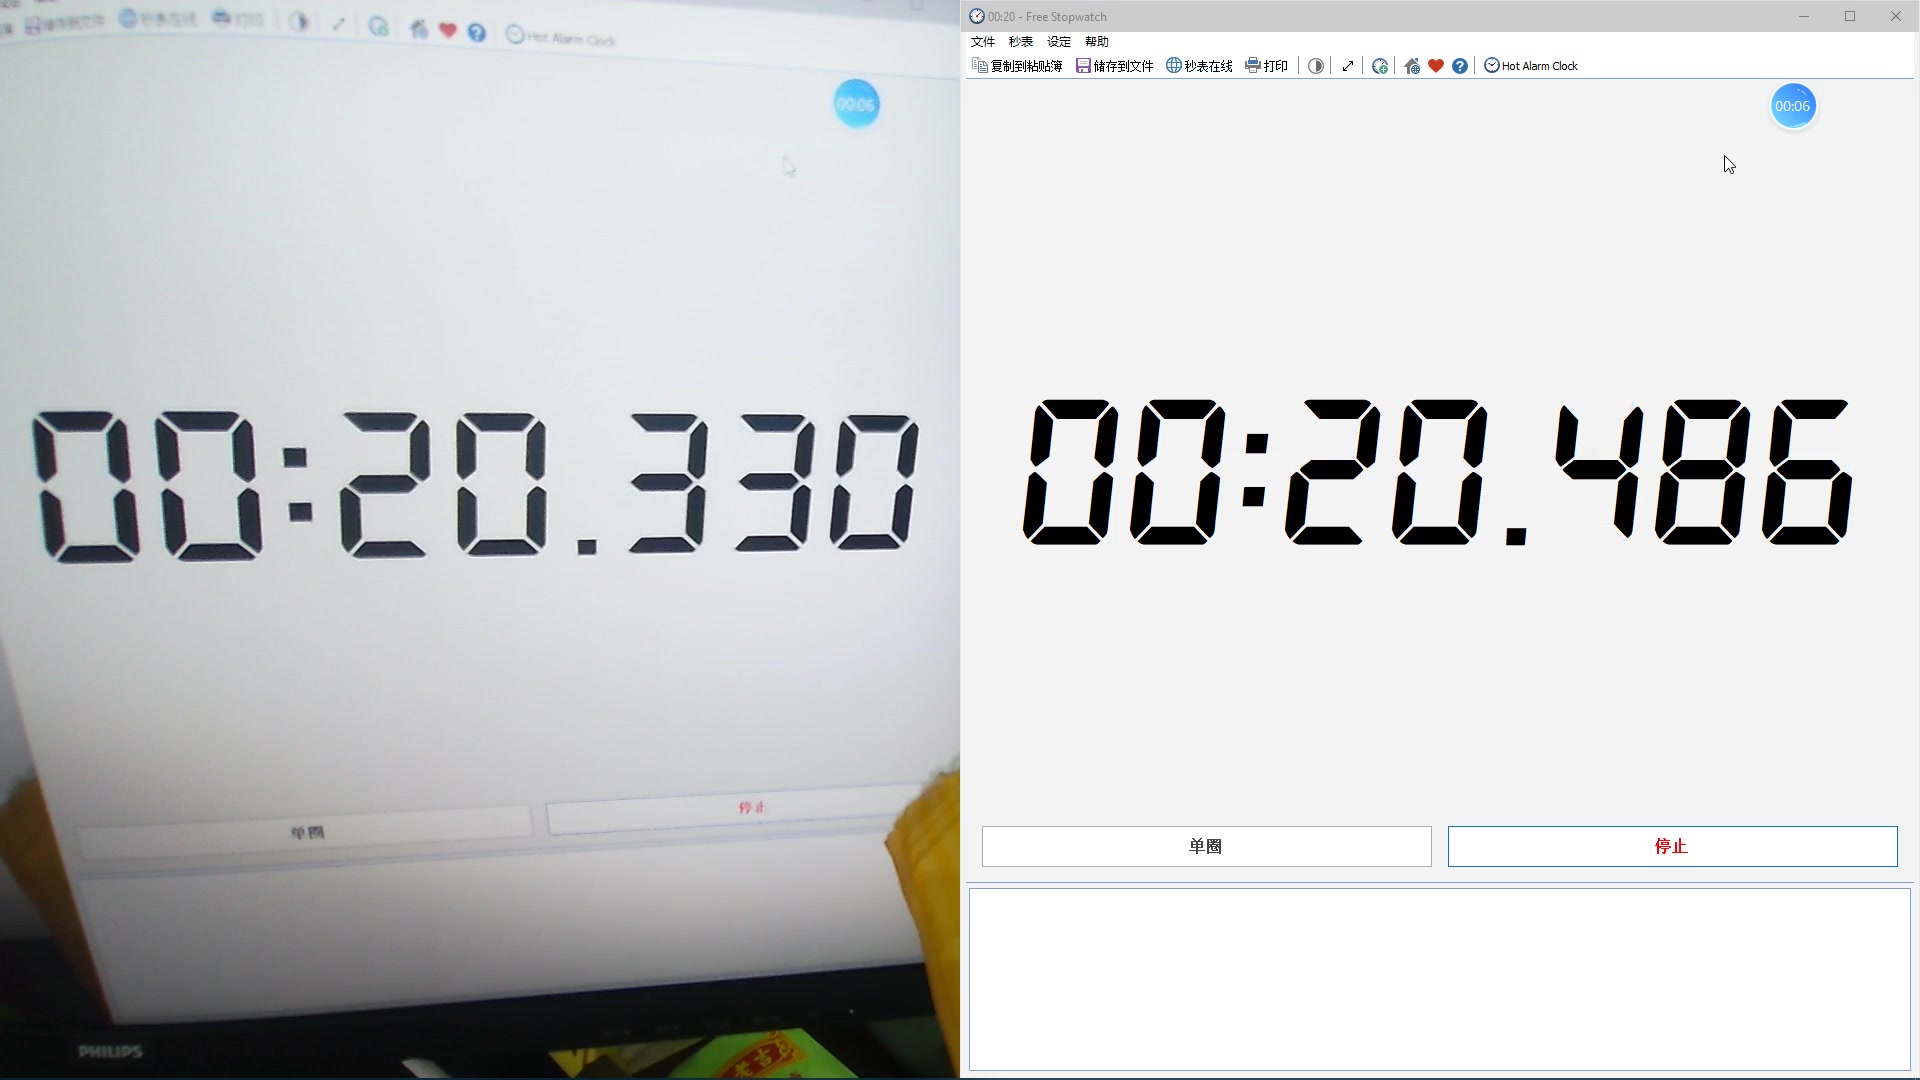 储存到文件 秒表在线 打印 Hot Alarm Clock
00:06
00:20.330
单圈 停止
PHILIPS
00:20 - Free Stopwatch
文件 秒表 设定 帮助
复制到粘贴簿 储存到文件 秒表在线 打印 Hot Alarm Clock
00:06
00:20.486
单圈 停止